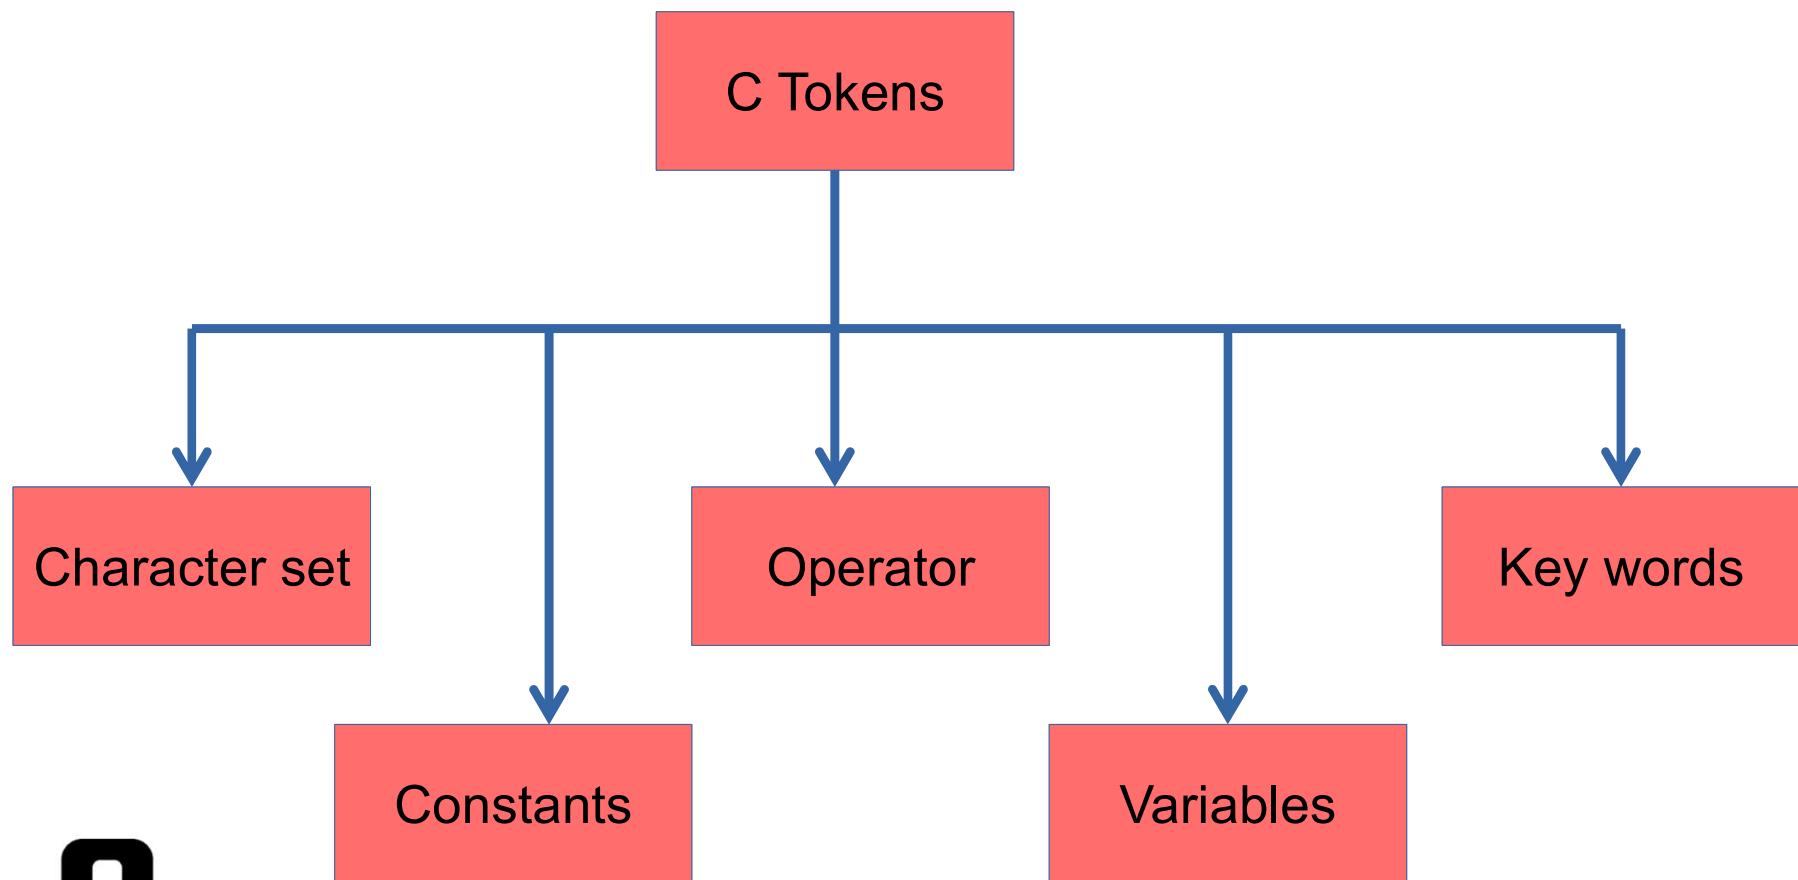 C Tokens
Character set
Operator
Key words
Constants
Variables